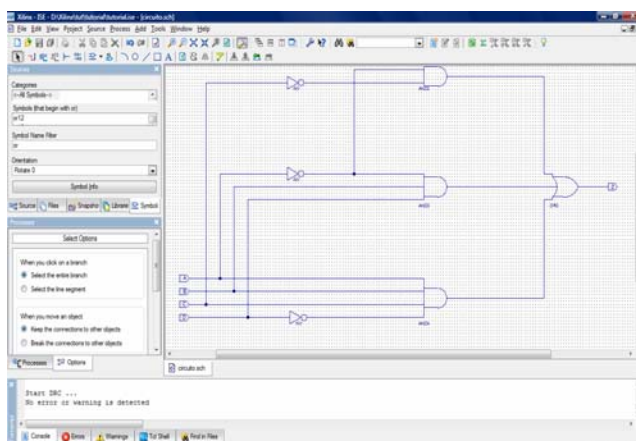 Xilinx - ISE - D:\Xilinx\tuf\tutorial\tutorial.ise - [circuito.sch]
File Edit View Project Source Process Add Tools Window Help
Categories
<--All Symbols-->
Symbols (that begin with or)
or12
Symbol Name Filter
or
Orientation
Rotate 0
Symbol Info
Source Files Snapshots Libraries Symbols
Processes
Select Options
When you click on a branch
Select the entire branch
Select the line segment
When you move an object
Keep the connections to other objects
Break the connections to other objects
Processes Options
circuito.sch
Start DRC ...
No error or warning is detected
Console Errors Warnings Tcl Shell Find in Files